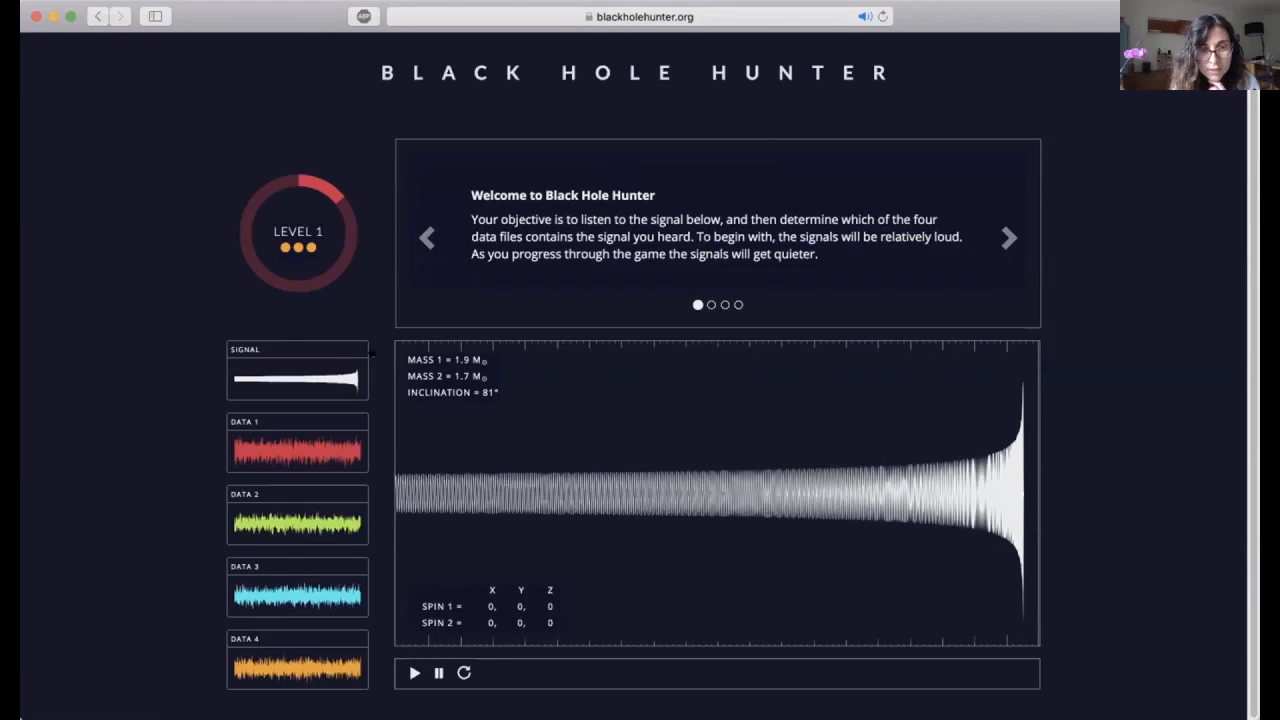 blackholehunter.org
ABP
BLACK HOLE HUNTER
LEVEL 1
Welcome to Black Hole Hunter
Your objective is to listen to the signal below, and then determine which of the four
data files contains the signal you heard. To begin with, the signals will be relatively loud.
As you progress through the game the signals will get quieter.
SIGNAL
DATA 1
DATA 2
DATA 3
DATA 4
MASS 1 = 1.9 M☉
MASS 2 = 1.7 M☉
INCLINATION = 81°
X Y Z
SPIN 1 = 0, 0, 0
SPIN 2 = 0, 0, 0